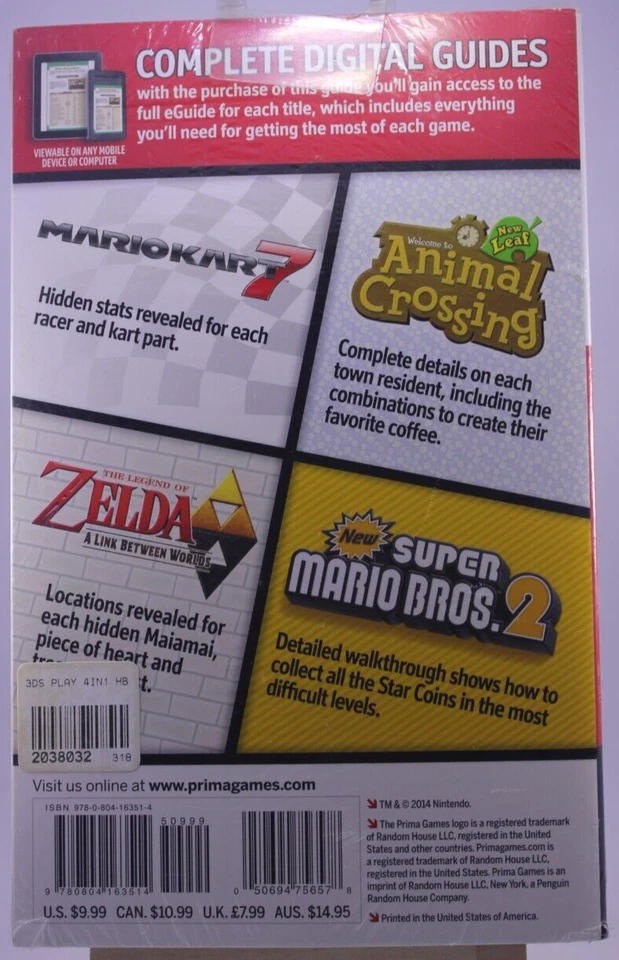 COMPLETE DIGITAL GUIDES
with the purchase of this guide you'll gain access to the
full eGuide for each title, which includes everything
you'll need for getting the most of each game.
VIEWABLE ON ANY MOBILE
DEVICE OR COMPUTER
MARIOKART 7
Hidden stats revealed for each
racer and kart part.
Welcome to
New
Leaf
Animal
Crossing
Complete details on each
town resident, including the
combinations to create their
favorite coffee.
THE LEGEND OF
ZELDA
A LINK BETWEEN WORLDS
Locations revealed for
each hidden Maiamai,
piece of heart and
New SUPER
MARIO BROS. 2
Detailed walkthrough shows how to
collect all the Star Coins in the most
difficult levels.
3DS PLAY 4IN1 HB
2038032 318
Visit us online at www.primagames.com
ISBN 978-0-804-16351-4
50999
9 780804 163514
0 50694 75657 8
U.S. $9.99 CAN. $10.99 U.K. £7.99 AUS. $14.95
TM & © 2014 Nintendo.
The Prima Games logo is a registered trademark
of Random House LLC, registered in the United
States and other countries. Primagames.com is
a registered trademark of Random House LLC,
registered in the United States. Prima Games is an
imprint of Random House LLC, New York, a Penguin
Random House Company.
Printed in the United States of America.